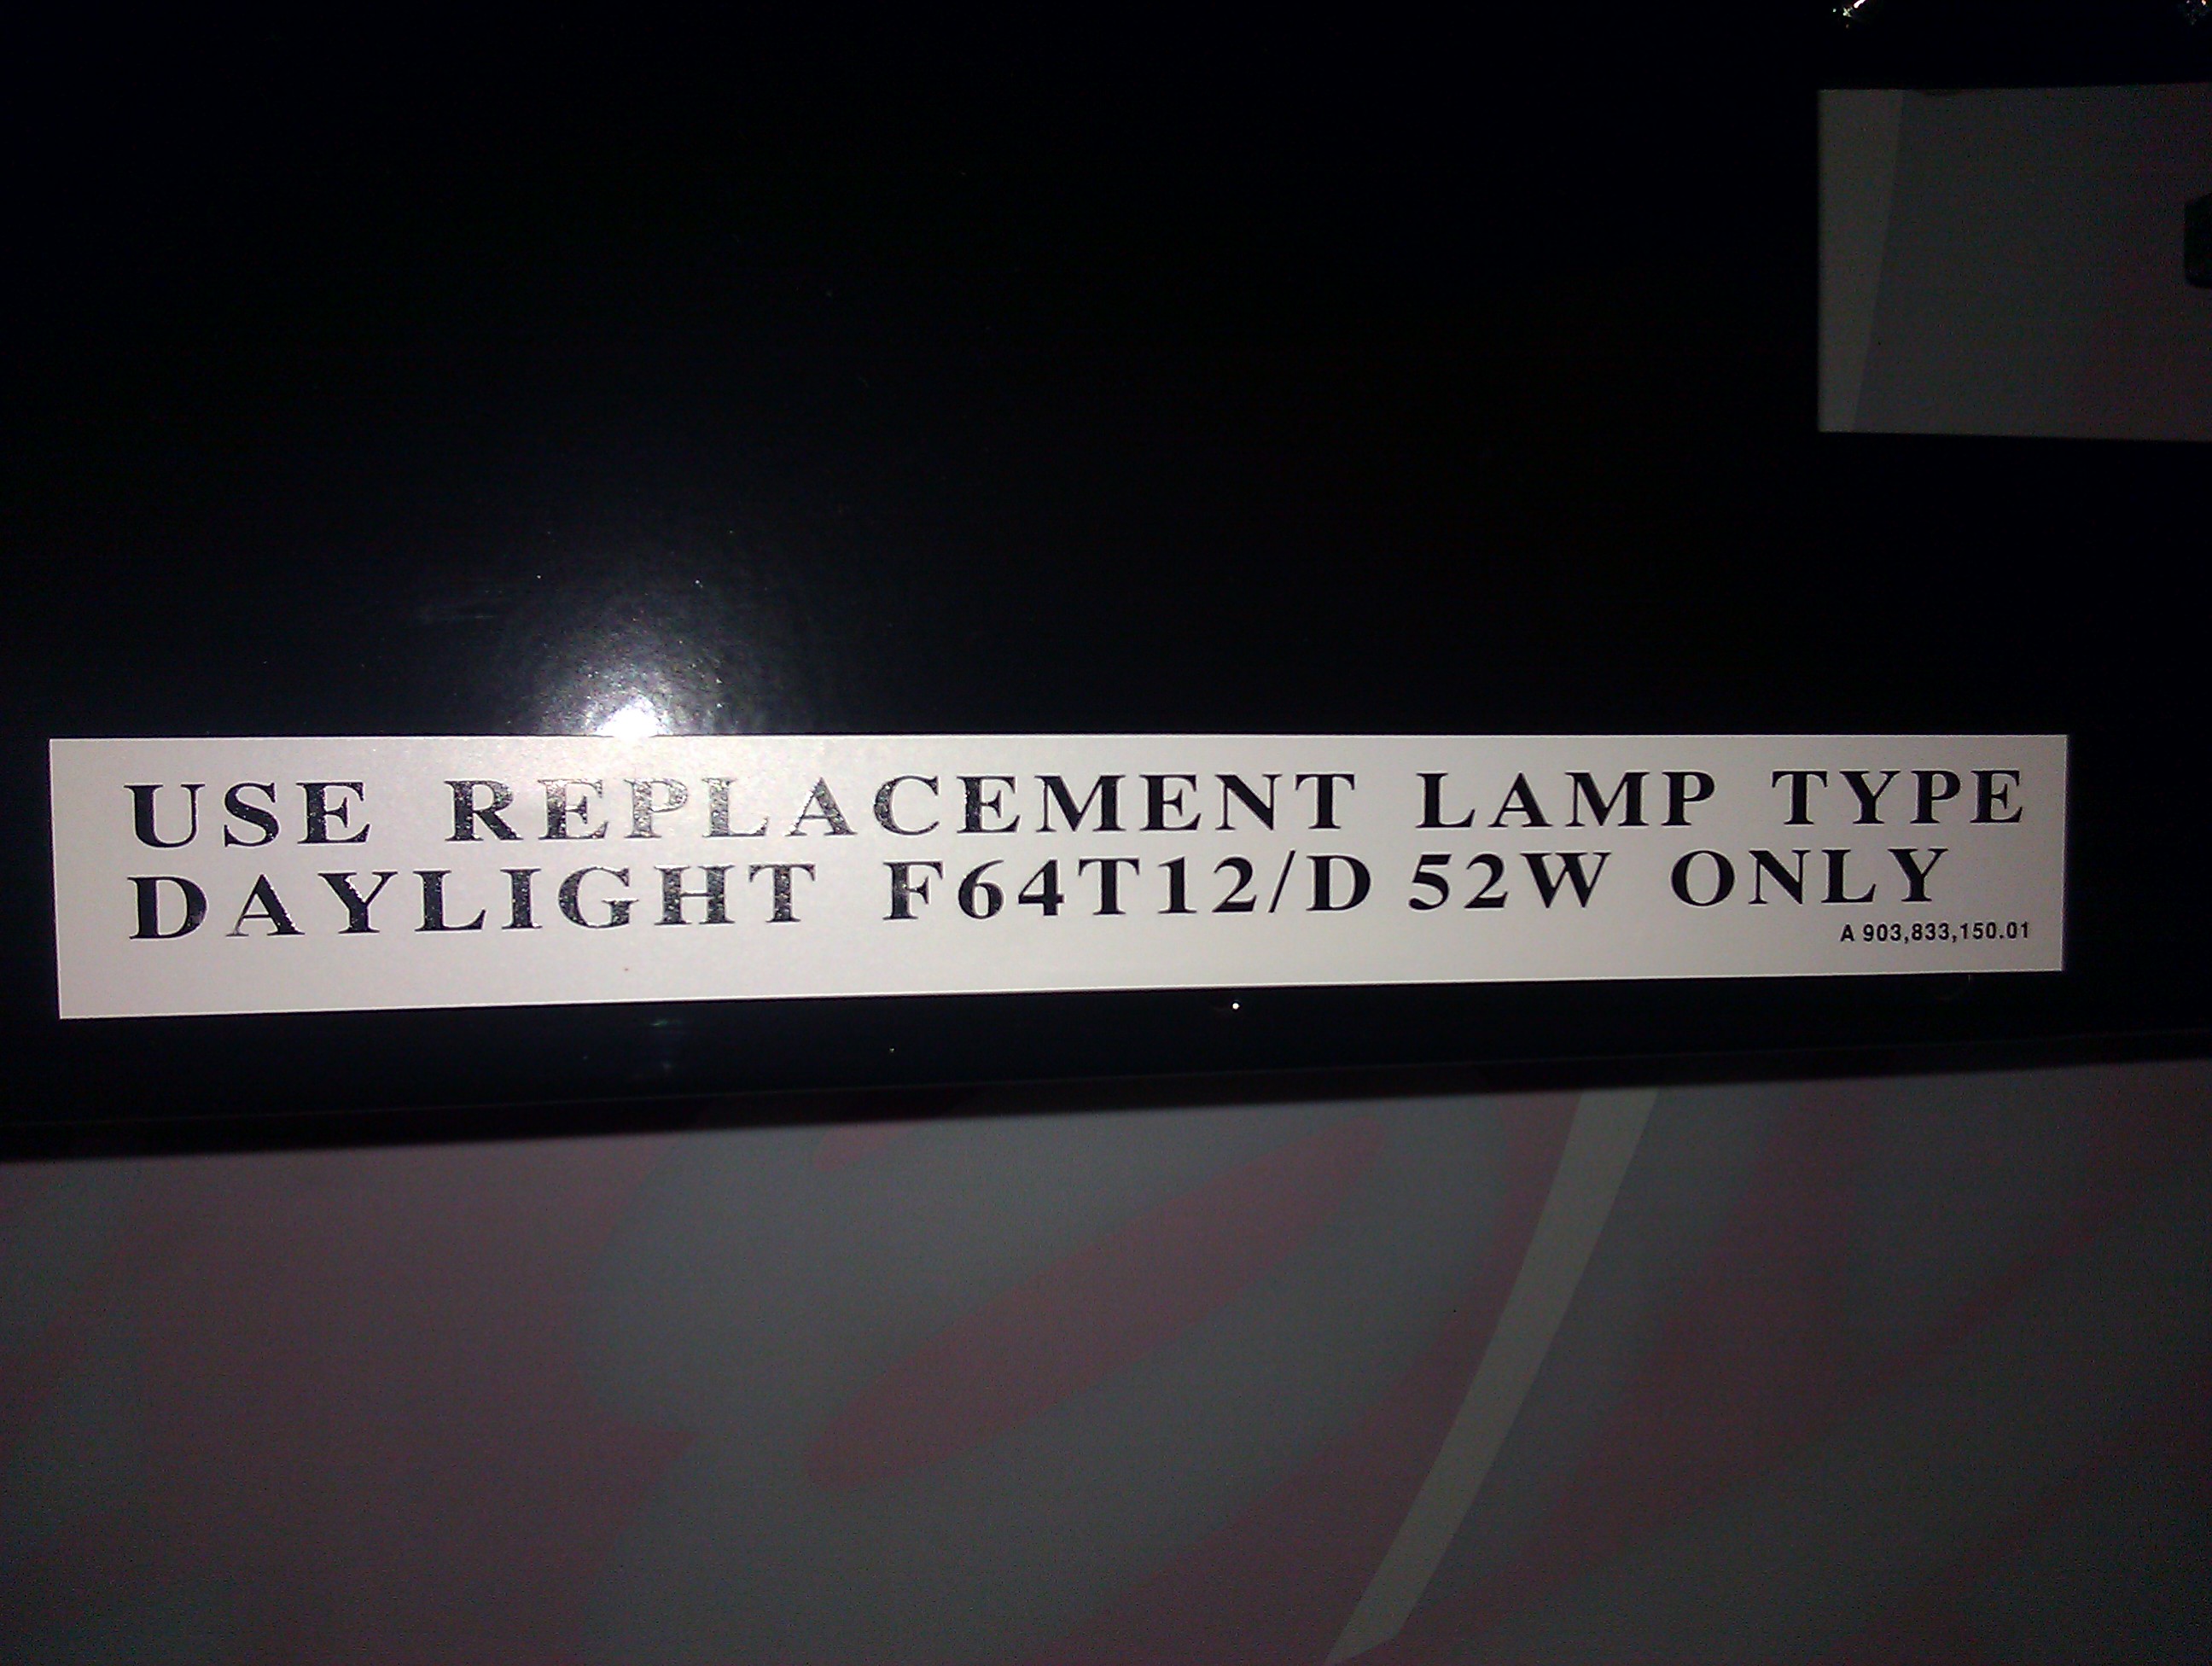 USE REPLACEMENT LAMP TYPE
DAYLIGHT F64T12/D 52W ONLY
A 903,833,150.01